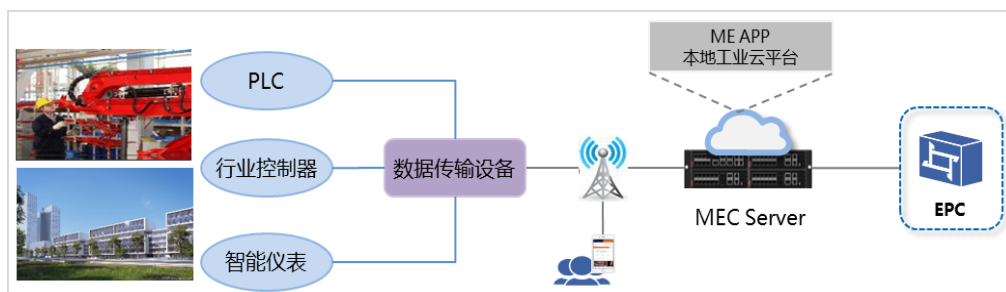 ME APP
本地工业云平台
PLC
行业控制器
数据传输设备
智能仪表
MEC Server
EPC